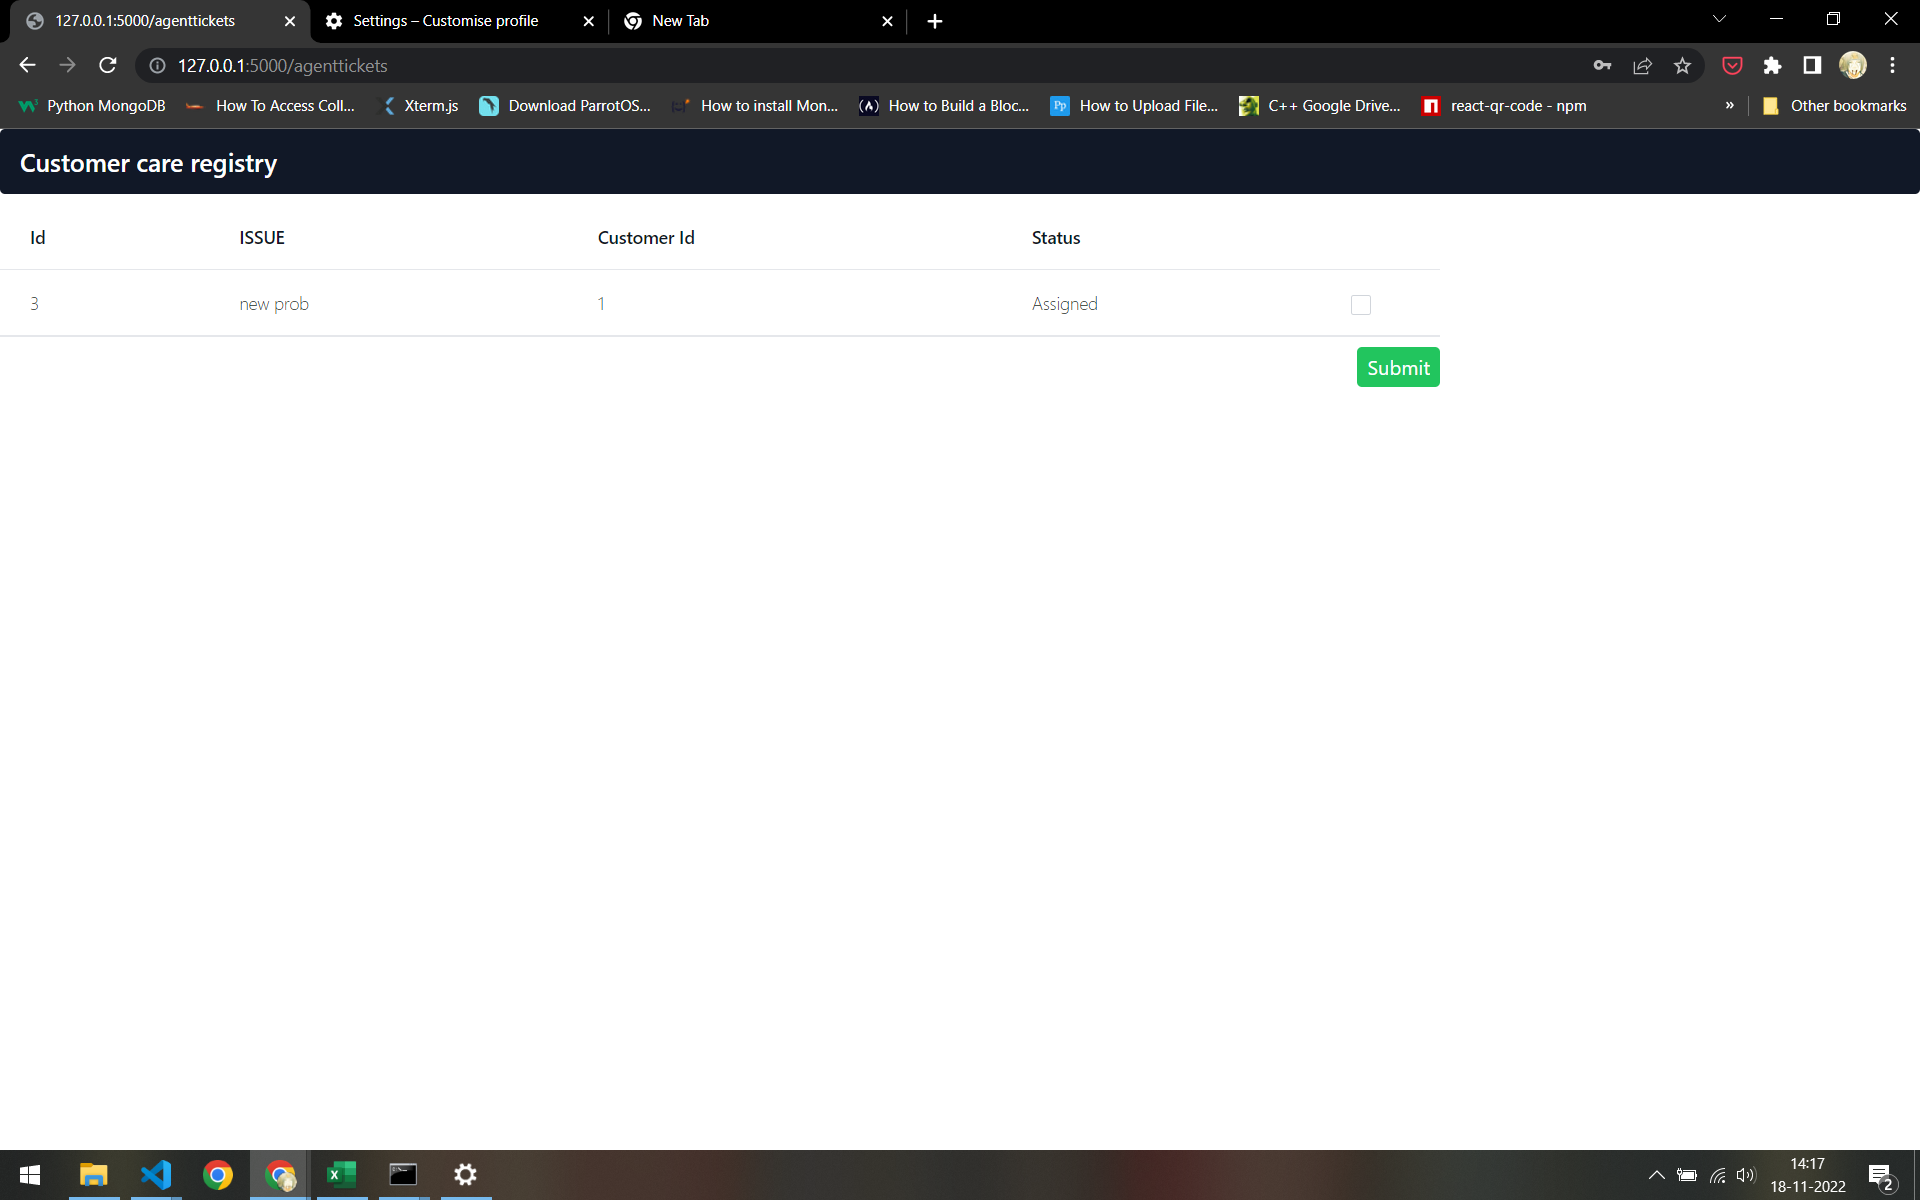 127.0.0.1:5000/agenttickets
Settings – Customise profile
New Tab
127.0.0.1:5000/agenttickets
Python MongoDB
How To Access Coll...
Xterm.js
Download ParrotOS...
How to install Mon...
How to Build a Bloc...
Pp
How to Upload File...
C++ Google Drive...
react-qr-code - npm
»
Other bookmarks
Customer care registry
Id ISSUE Customer Id Status
3 new prob 1 Assigned
Submit
14:17
18-11-2022
2